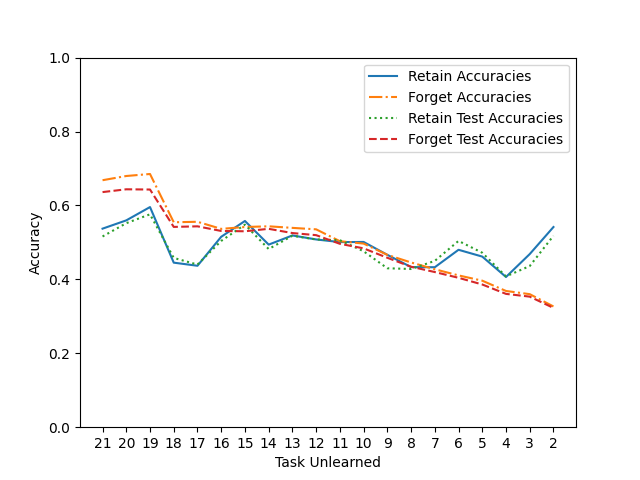 1.0
0.8
0.6
0.4
0.2
0.0
Accuracy
Retain Accuracies
Forget Accuracies
Retain Test Accuracies
Forget Test Accuracies
21 20 19 18 17 16 15 14 13 12 11 10 9 8 7 6 5 4 3 2
Task Unlearned